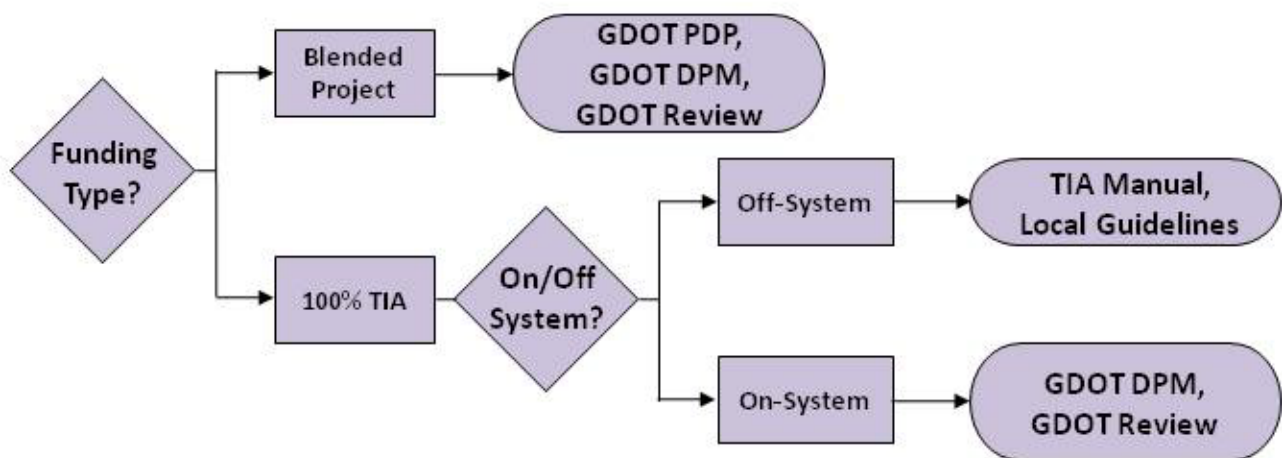 Funding
Type?
Blended
Project
GDOT PDP,
GDOT DPM,
GDOT Review
100% TIA
On/Off
System?
Off-System
TIA Manual,
Local Guidelines
On-System
GDOT DPM,
GDOT Review